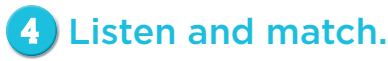 4 Listen and match.